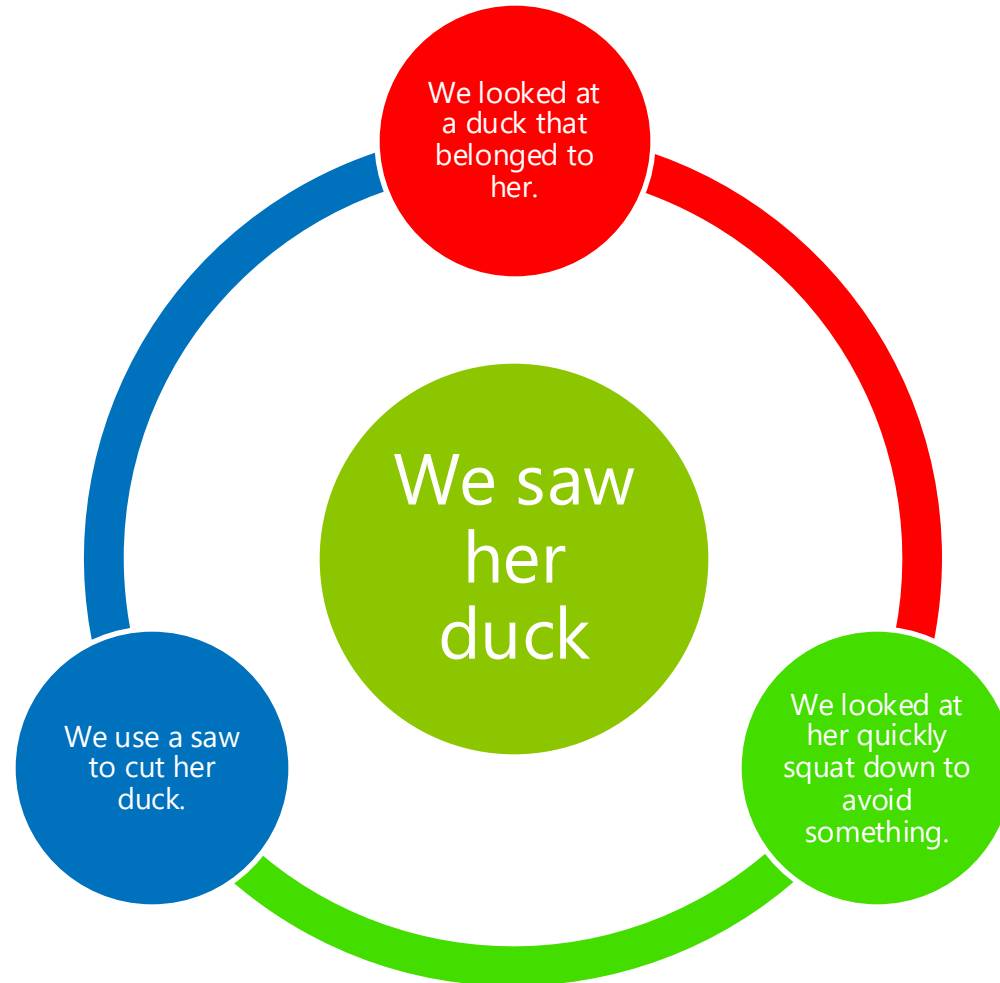 We looked at
a duck that
belonged to
her.
We saw
her
duck
We use a saw
to cut her
duck.
We looked at
her quickly
squat down to
avoid
something.